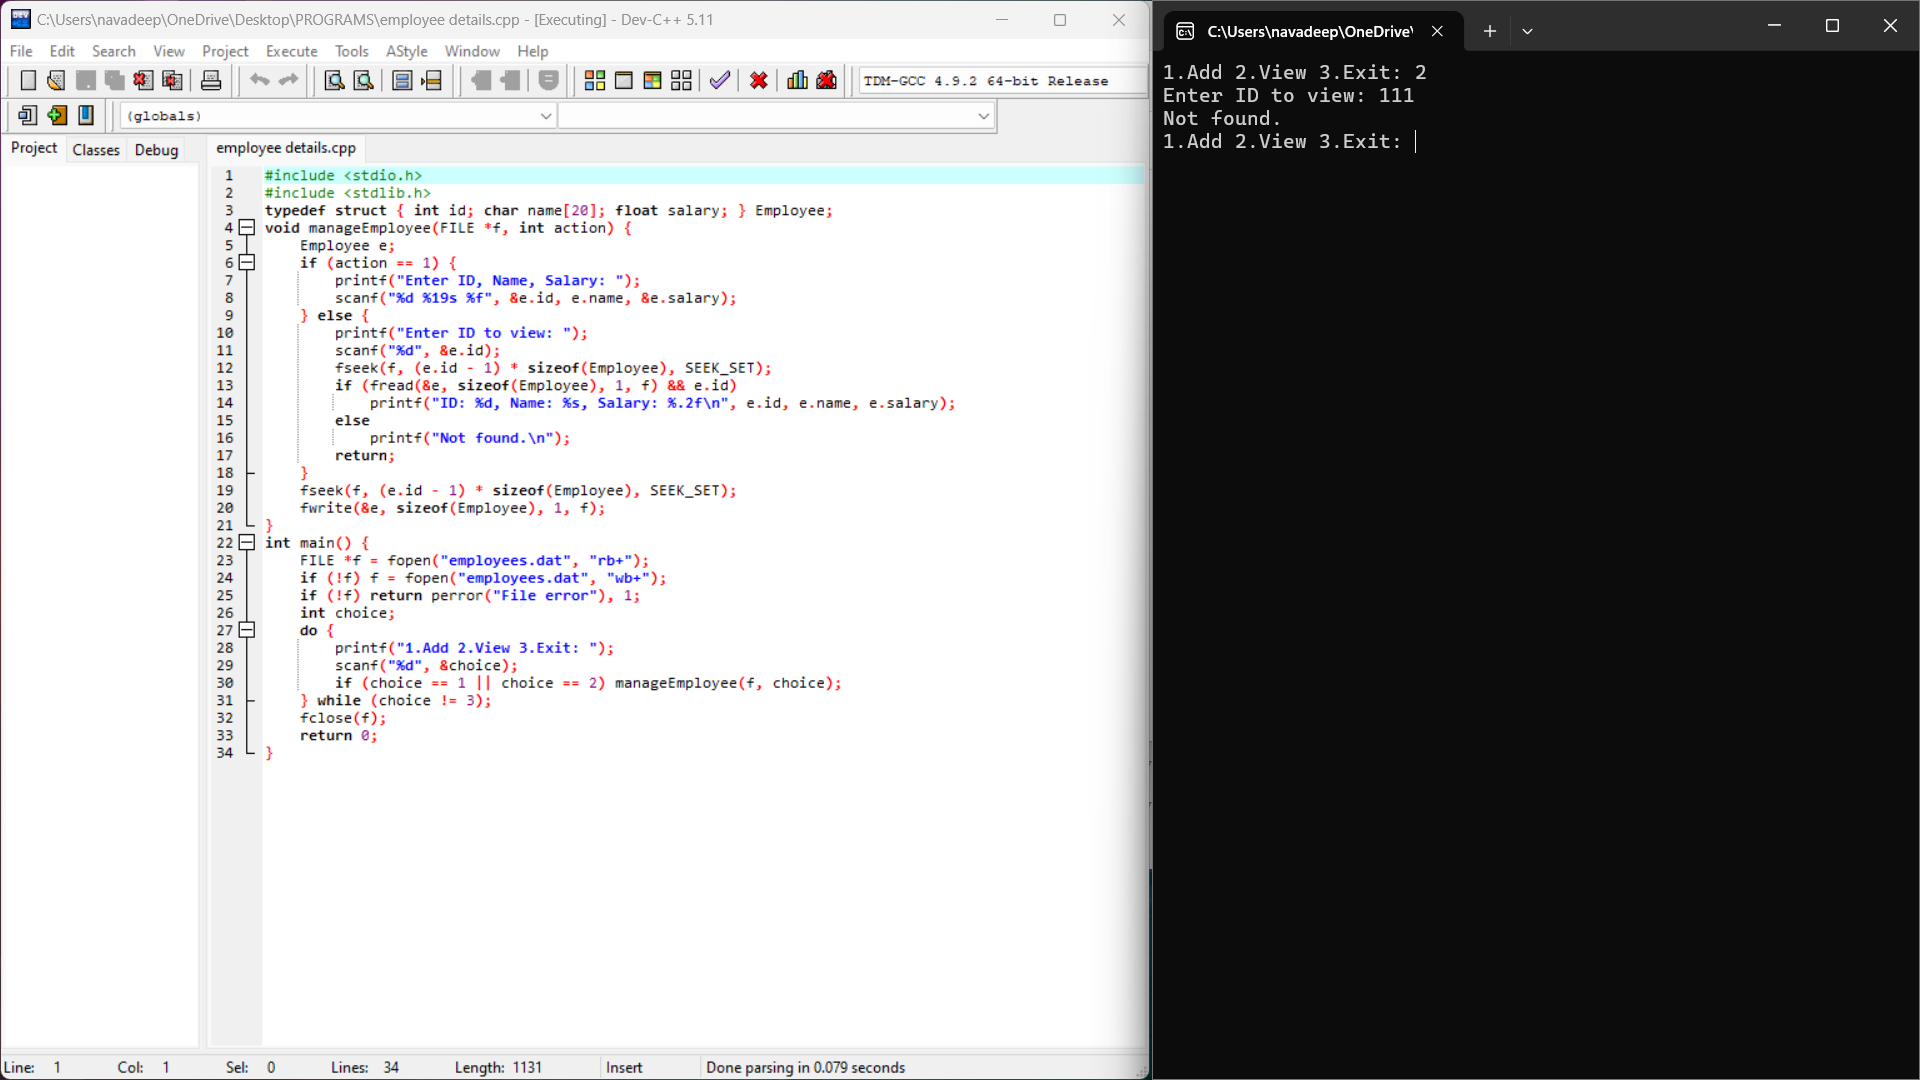 C:\Users\navadeep\OneDrive\Desktop\PROGRAMS\employee details.cpp - [Executing] - Dev-C++ 5.11
File Edit Search View Project Execute Tools AStyle Window Help
TDM-GCC 4.9.2 64-bit Release
(globals)
Project Classes Debug
employee details.cpp
1 #include <stdio.h>
2 #include <stdlib.h>
3 typedef struct { int id; char name[20]; float salary; } Employee;
4 void manageEmployee(FILE *f, int action) {
5     Employee e;
6     if (action == 1) {
7         printf("Enter ID, Name, Salary: ");
8         scanf("%d %19s %f", &e.id, e.name, &e.salary);
9     } else {
10         printf("Enter ID to view: ");
11         scanf("%d", &e.id);
12         fseek(f, (e.id - 1) * sizeof(Employee), SEEK_SET);
13         if (fread(&e, sizeof(Employee), 1, f) && e.id)
14             printf("ID: %d, Name: %s, Salary: %.2f\n", e.id, e.name, e.salary);
15         else
16             printf("Not found.\n");
17         return;
18     }
19     fseek(f, (e.id - 1) * sizeof(Employee), SEEK_SET);
20     fwrite(&e, sizeof(Employee), 1, f);
21 }
22 int main() {
23     FILE *f = fopen("employees.dat", "rb+");
24     if (!f) f = fopen("employees.dat", "wb+");
25     if (!f) return perror("File error"), 1;
26     int choice;
27     do {
28         printf("1.Add 2.View 3.Exit: ");
29         scanf("%d", &choice);
30         if (choice == 1 || choice == 2) manageEmployee(f, choice);
31     } while (choice != 3);
32     fclose(f);
33     return 0;
34 }
Line: 1 Col: 1 Sel: 0 Lines: 34 Length: 1131 Insert Done parsing in 0.079 seconds
C:\Users\navadeep\OneDrive\
1.Add 2.View 3.Exit: 2
Enter ID to view: 111
Not found.
1.Add 2.View 3.Exit: